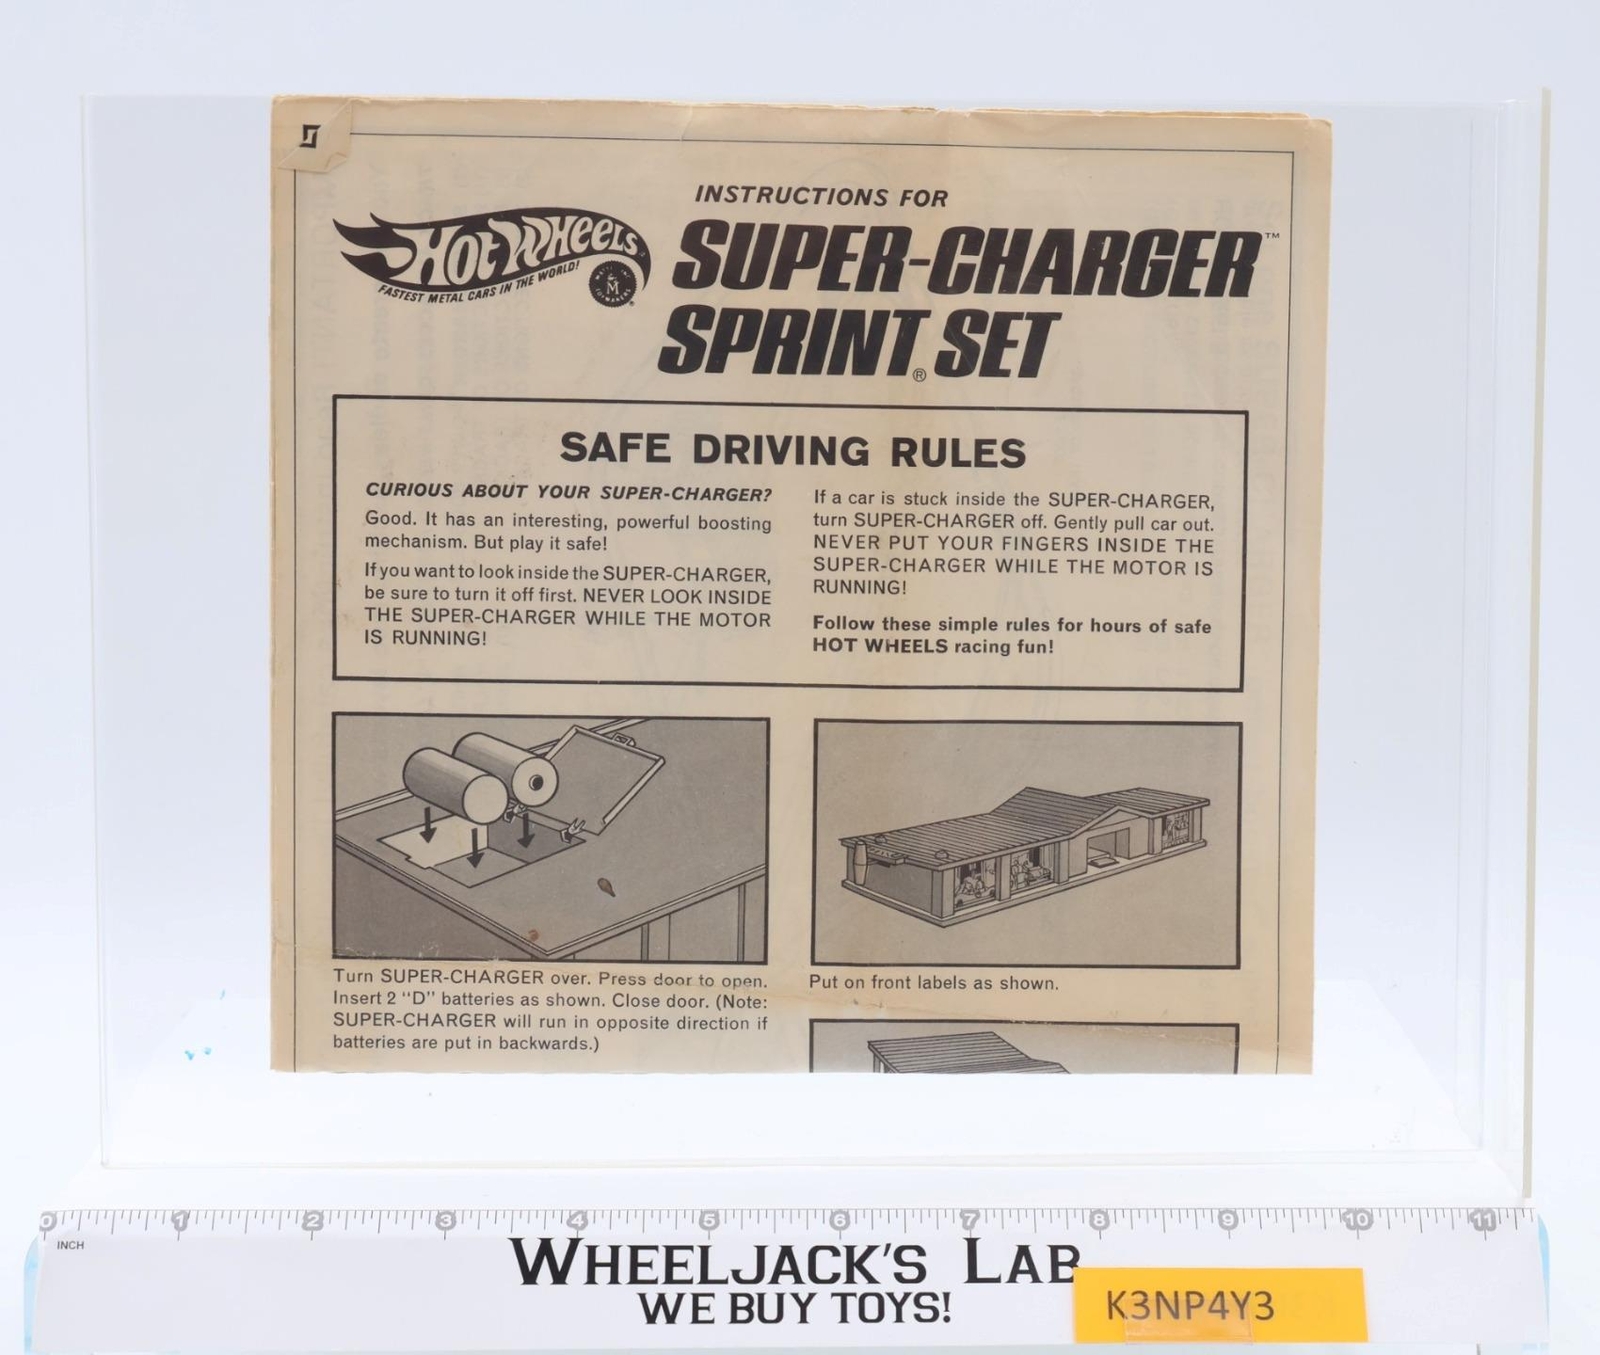 INSTRUCTIONS FOR
HOT WHEELS
FASTEST METAL CARS IN THE WORLD!
SUPER-CHARGER™
SPRINT® SET
SAFE DRIVING RULES
CURIOUS ABOUT YOUR SUPER-CHARGER?
Good. It has an interesting, powerful boosting
mechanism. But play it safe!
If you want to look inside the SUPER-CHARGER,
be sure to turn it off first. NEVER LOOK INSIDE
THE SUPER-CHARGER WHILE THE MOTOR
IS RUNNING!
If a car is stuck inside the SUPER-CHARGER,
turn SUPER-CHARGER off. Gently pull car out.
NEVER PUT YOUR FINGERS INSIDE THE
SUPER-CHARGER WHILE THE MOTOR IS
RUNNING!
Follow these simple rules for hours of safe
HOT WHEELS racing fun!
Turn SUPER-CHARGER over. Press door to open.
Insert 2 “D” batteries as shown. Close door. (Note:
SUPER-CHARGER will run in opposite direction if
batteries are put in backwards.)
Put on front labels as shown.
0 1 2 3 4 5 6 7 8 9 10 11
INCH
WHEELJACK'S LAB
WE BUY TOYS!
K3NP4Y3